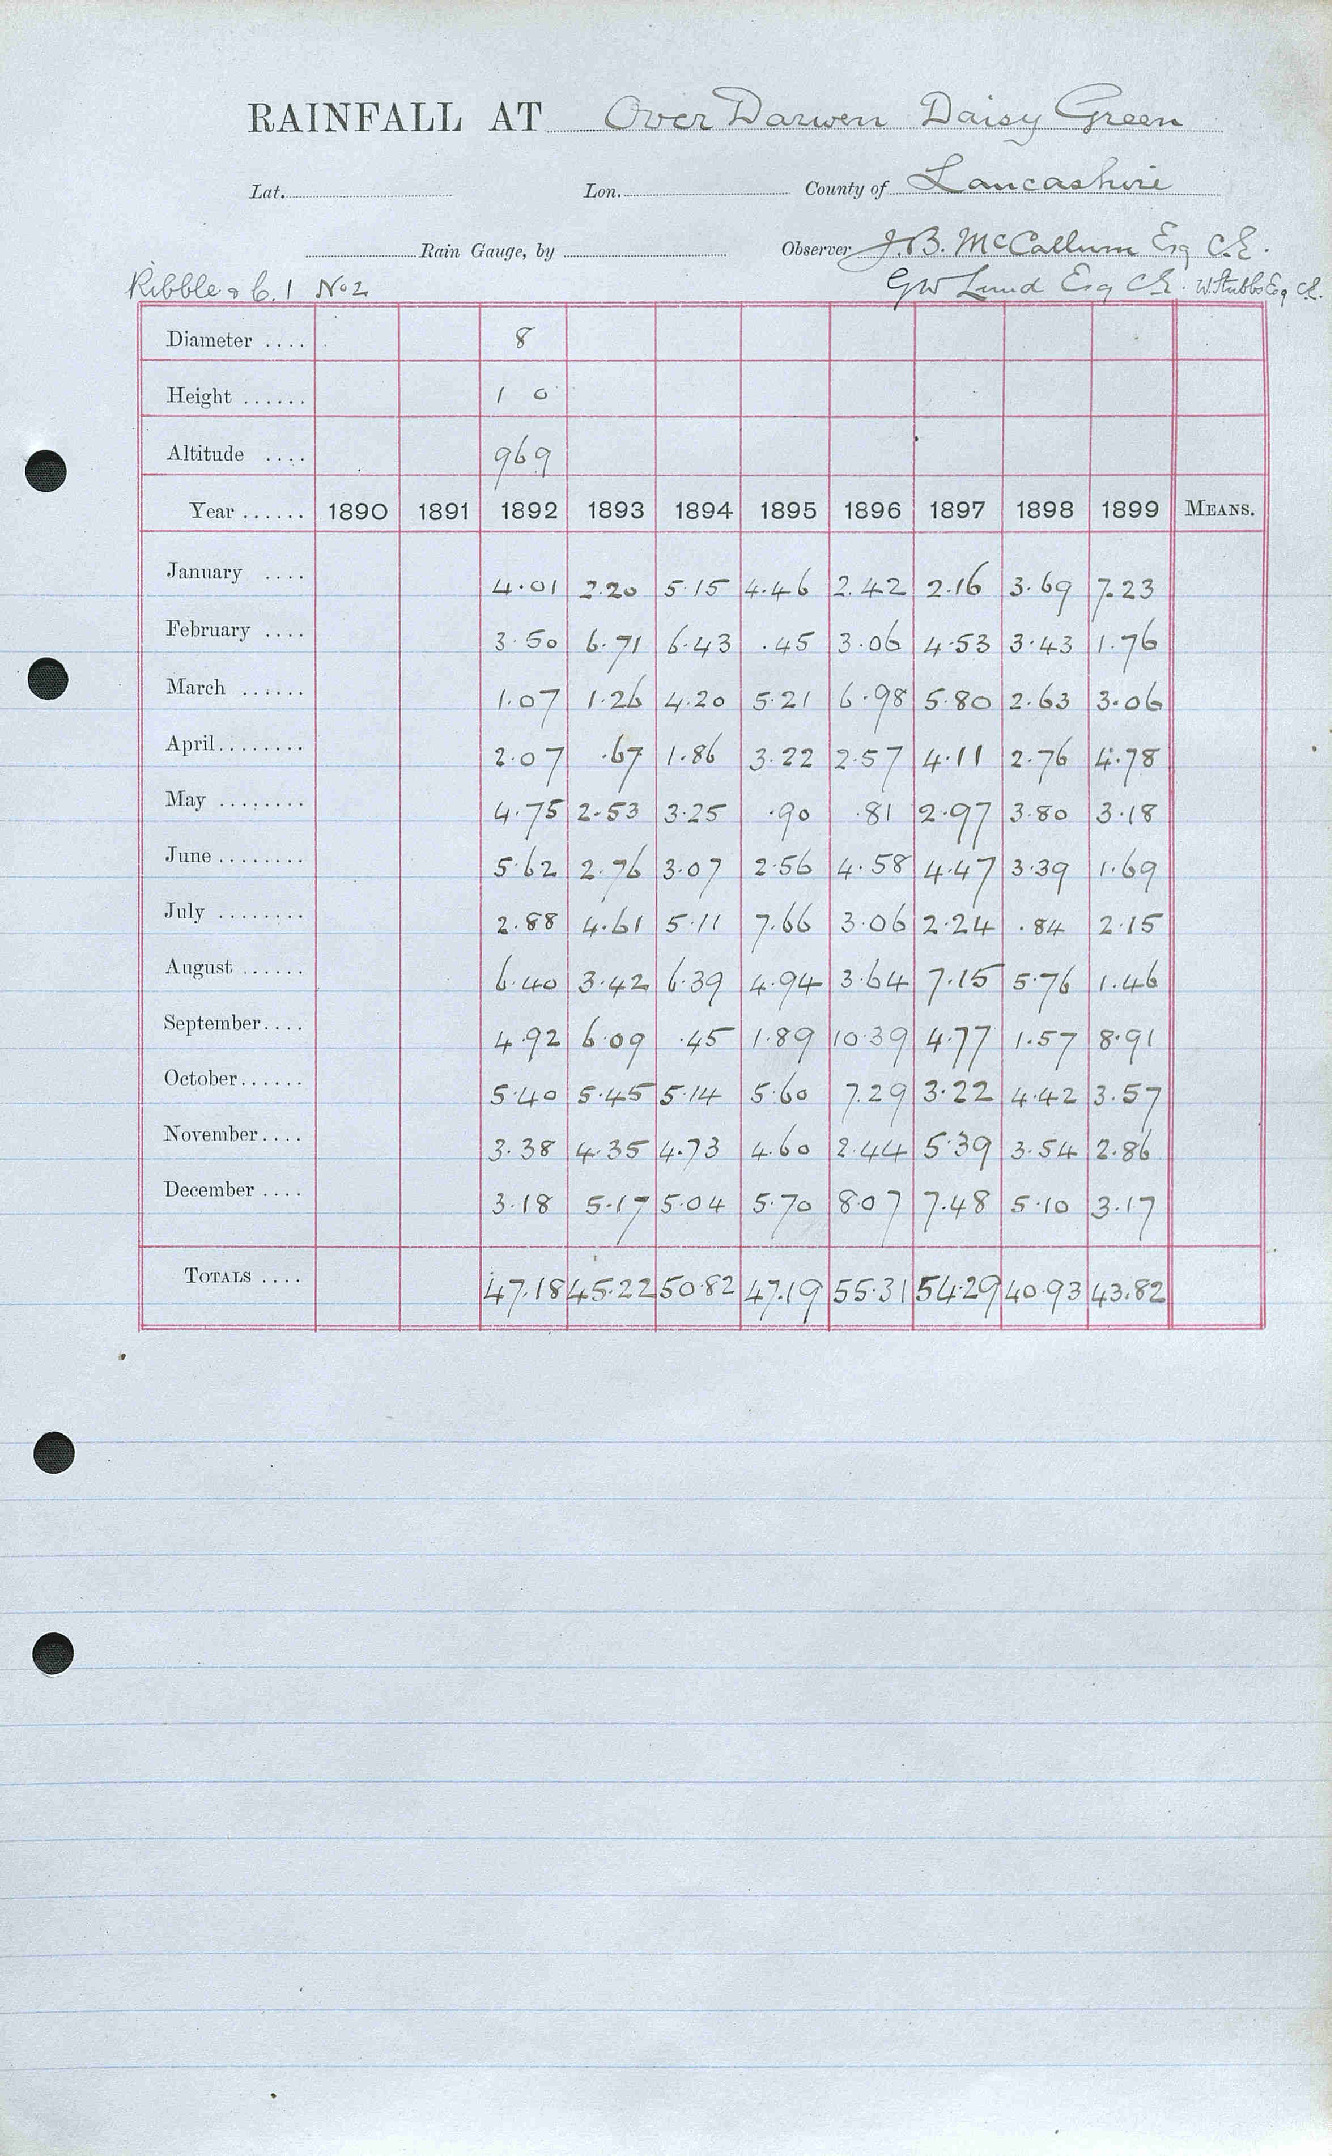 RAINFALL AT Over Darwen Daisy Green
Lat. Lon. County of Lancashire
Rain Gauge, by Observer J.B. McCallum Esq C.E.
Ribble & C. 1 No 2 GW Lund Esq C.E. W Stubbs Esq C.E.
Diameter .... 8
Height ...... 1 0
Altitude .... 969
Year ...... 1890 1891 1892 1893 1894 1895 1896 1897 1898 1899 MEANS.
January .... 4.01 2.20 5.15 4.46 2.42 2.16 3.69 7.23
February .... 3.50 6.71 6.43 .45 3.06 4.53 3.43 1.76
March ...... 1.07 1.26 4.20 5.21 6.98 5.80 2.63 3.06
April........ 2.07 .67 1.86 3.22 2.57 4.11 2.76 4.78
May ........ 4.75 2.53 3.25 .90 .81 2.97 3.80 3.18
June ........ 5.62 2.76 3.07 2.56 4.58 4.47 3.39 1.69
July ........ 2.88 4.61 5.11 7.66 3.06 2.24 .84 2.15
August ...... 6.40 3.42 6.39 4.94 3.64 7.15 5.76 1.46
September.... 4.92 6.09 .45 1.89 10.39 4.77 1.57 8.91
October...... 5.40 5.45 5.14 5.60 7.29 3.22 4.42 3.57
November.... 3.38 4.35 4.73 4.60 2.44 5.39 3.54 2.86
December .... 3.18 5.17 5.04 5.70 8.07 7.48 5.10 3.17
TOTALS .... 47.18 45.22 50.82 47.19 55.31 54.29 40.93 43.82